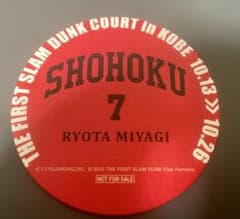 THE FIRST SLAM DUNK COURT in KOBE 10.13 >> 10.26
SHOHOKU
7
RYOTA MIYAGI
© I.T.PLANNING,INC. © 2022 THE FIRST SLAM DUNK Film Partners
NOT FOR SALE